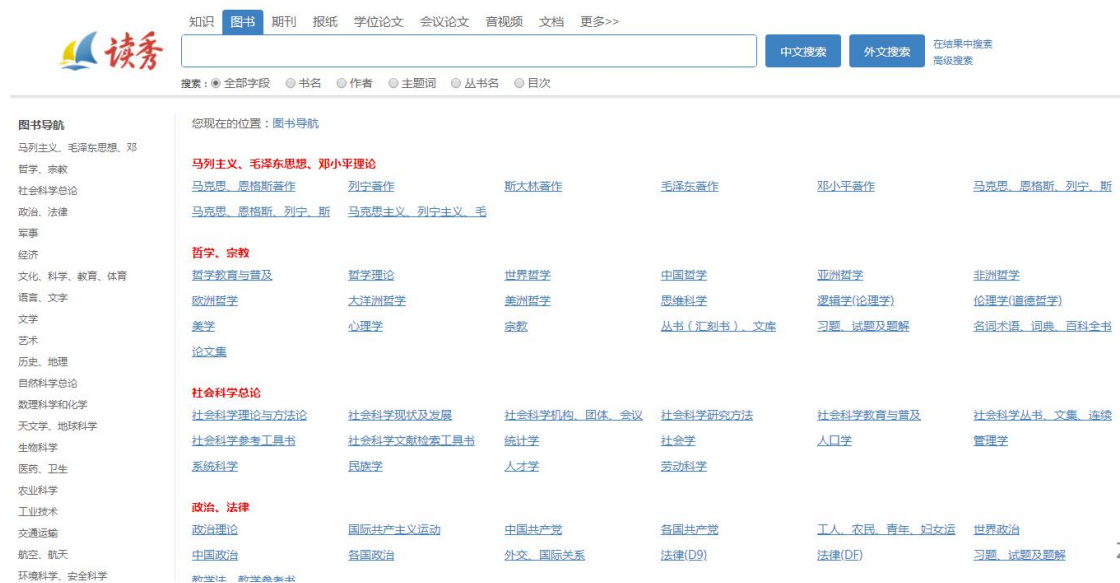 知识 图书 期刊 报纸 学位论文 会议论文 音视频 文档 更多>>
读秀
中文搜索 外文搜索 在结果中搜索
高级搜索
搜索: 全部字段 书名 作者 主题词 丛书名 目次
图书导航
马列主义、毛泽东思想、邓
哲学、宗教
社会科学总论
政治、法律
军事
经济
文化、科学、教育、体育
语言、文字
文学
艺术
历史、地理
自然科学总论
数理科学和化学
天文学、地球科学
生物科学
医药、卫生
农业科学
工业技术
交通运输
航空、航天
环境科学、安全科学
您现在的位置:图书导航
马列主义、毛泽东思想、邓小平理论
马克思、恩格斯著作 列宁著作 斯大林著作 毛泽东著作 邓小平著作 马克思、恩格斯、列宁、斯
马克思、恩格斯、列宁、斯 马克思主义、列宁主义、毛
哲学、宗教
哲学教育与普及 哲学理论 世界哲学 中国哲学 亚洲哲学 非洲哲学
欧洲哲学 大洋洲哲学 美洲哲学 思维科学 逻辑学(论理学) 伦理学(道德哲学)
美学 心理学 宗教 丛书(汇刻书)、文库 习题、试题及题解 名词术语、词典、百科全书
论文集
社会科学总论
社会科学理论与方法论 社会科学现状及发展 社会科学机构、团体、会议 社会科学研究方法 社会科学教育与普及 社会科学丛书、文集、连续
社会科学参考工具书 社会科学文献检索工具书 统计学 社会学 人口学 管理学
系统科学 民族学 人才学 劳动科学
政治、法律
政治理论 国际共产主义运动 中国共产党 各国共产党 工人、农民、青年、妇女运 世界政治
中国政治 各国政治 外交、国际关系 法律(D9) 法律(DF) 习题、试题及题解
教学法、教学参考书